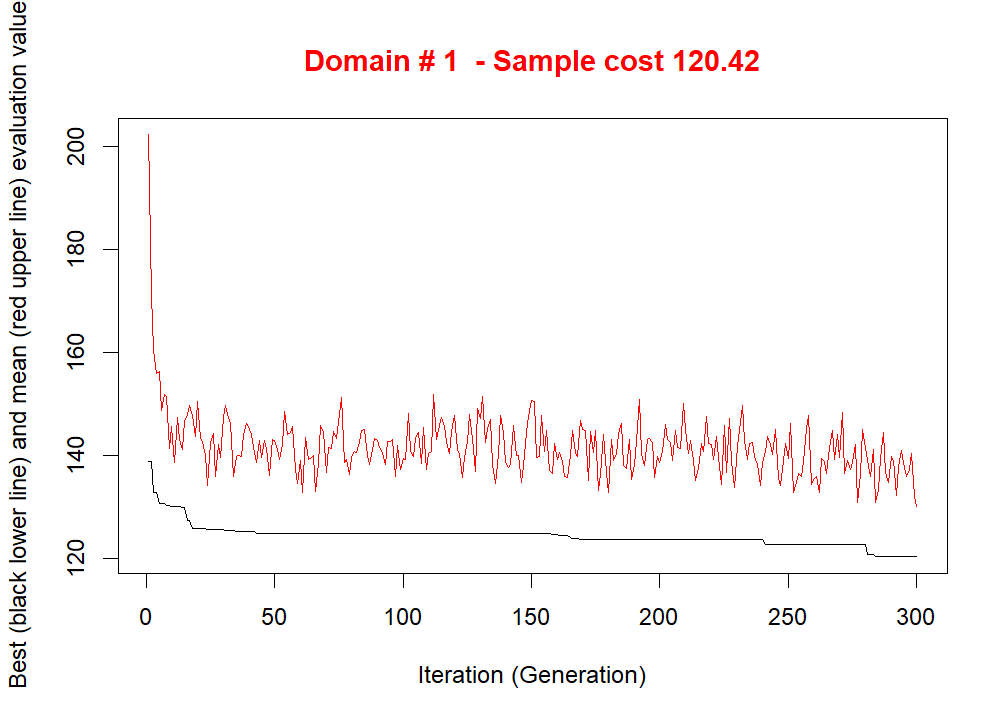 Domain # 1  - Sample cost 120.42
Best (black lower line) and mean (red upper line) evaluation value
200
180
160
140
120
0 50 100 150 200 250 300
Iteration (Generation)